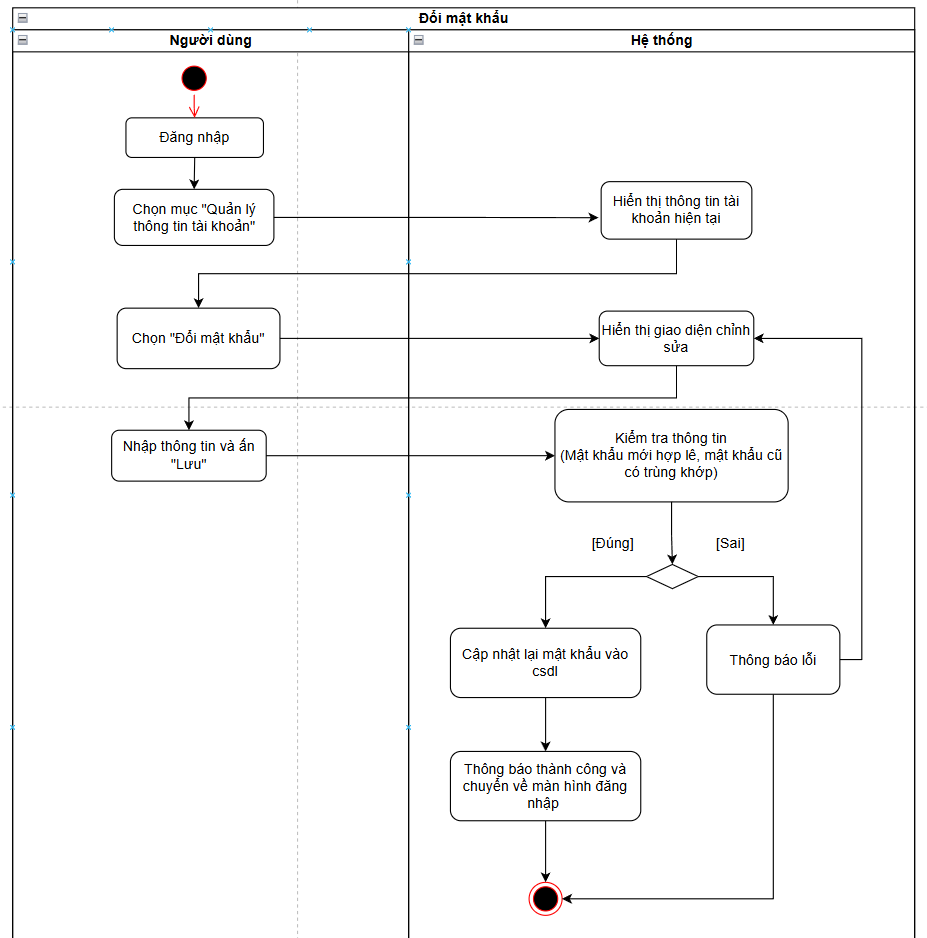 Đổi mật khẩu
Người dùng
Hệ thống
Đăng nhập
Chọn mục "Quản lý
thông tin tài khoản"
Hiển thị thông tin tài
khoản hiện tại
Chọn "Đổi mật khẩu"
Hiển thị giao diện chỉnh
sửa
Nhập thông tin và ấn
"Lưu"
Kiểm tra thông tin
(Mật khẩu mới hợp lê, mật khẩu cũ
có trùng khớp)
[Đúng]
[Sai]
Cập nhật lại mật khẩu vào
csdl
Thông báo lỗi
Thông báo thành công và
chuyển về màn hình đăng
nhập